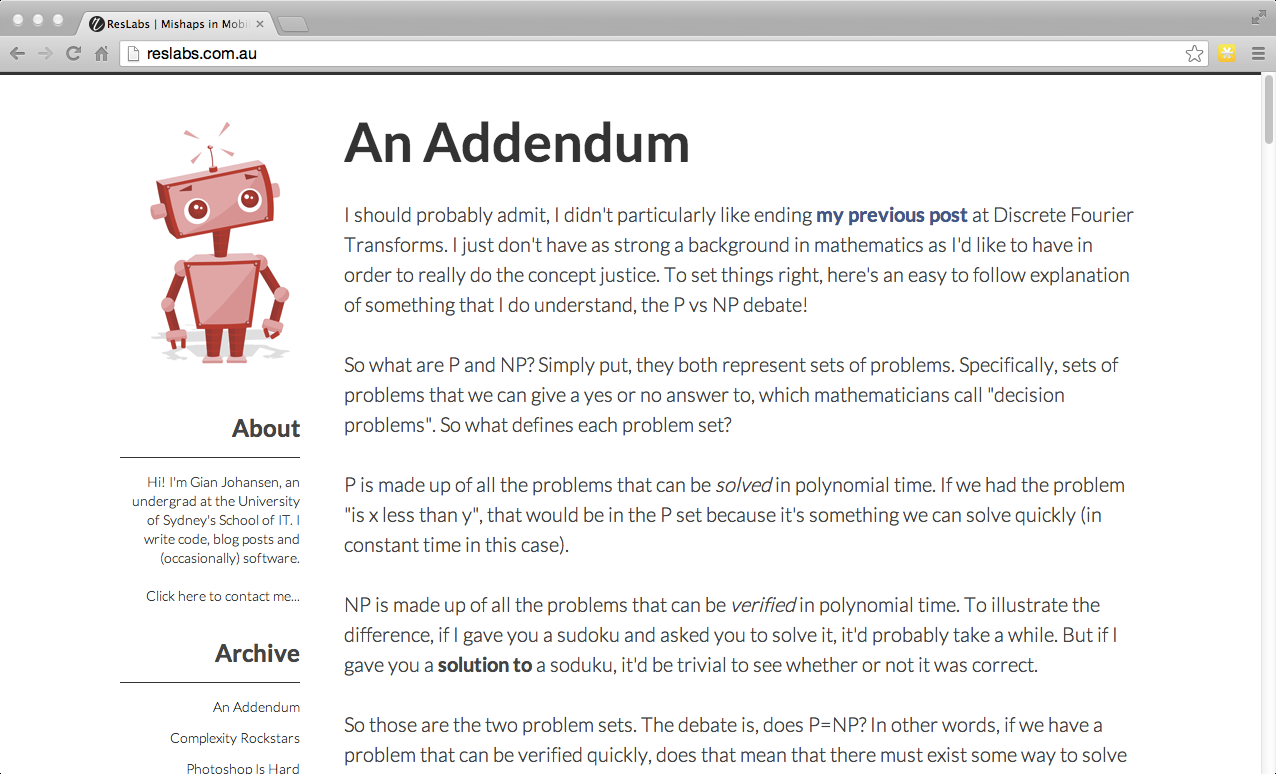 ResLabs | Mishaps in Mobi
reslabs.com.au
An Addendum
I should probably admit, I didn't particularly like ending my previous post at Discrete Fourier
Transforms. I just don't have as strong a background in mathematics as I'd like to have in
order to really do the concept justice. To set things right, here's an easy to follow explanation
of something that I do understand, the P vs NP debate!
So what are P and NP? Simply put, they both represent sets of problems. Specifically, sets of
problems that we can give a yes or no answer to, which mathematicians call "decision
problems". So what defines each problem set?
P is made up of all the problems that can be solved in polynomial time. If we had the problem
"is x less than y", that would be in the P set because it's something we can solve quickly (in
constant time in this case).
NP is made up of all the problems that can be verified in polynomial time. To illustrate the
difference, if I gave you a sudoku and asked you to solve it, it'd probably take a while. But if I
gave you a solution to a soduku, it'd be trivial to see whether or not it was correct.
So those are the two problem sets. The debate is, does P=NP? In other words, if we have a
problem that can be verified quickly, does that mean that there must exist some way to solve
About
Hi! I'm Gian Johansen, an
undergrad at the University
of Sydney's School of IT. I
write code, blog posts and
(occasionally) software.
Click here to contact me...
Archive
An Addendum
Complexity Rockstars
Photoshop Is Hard